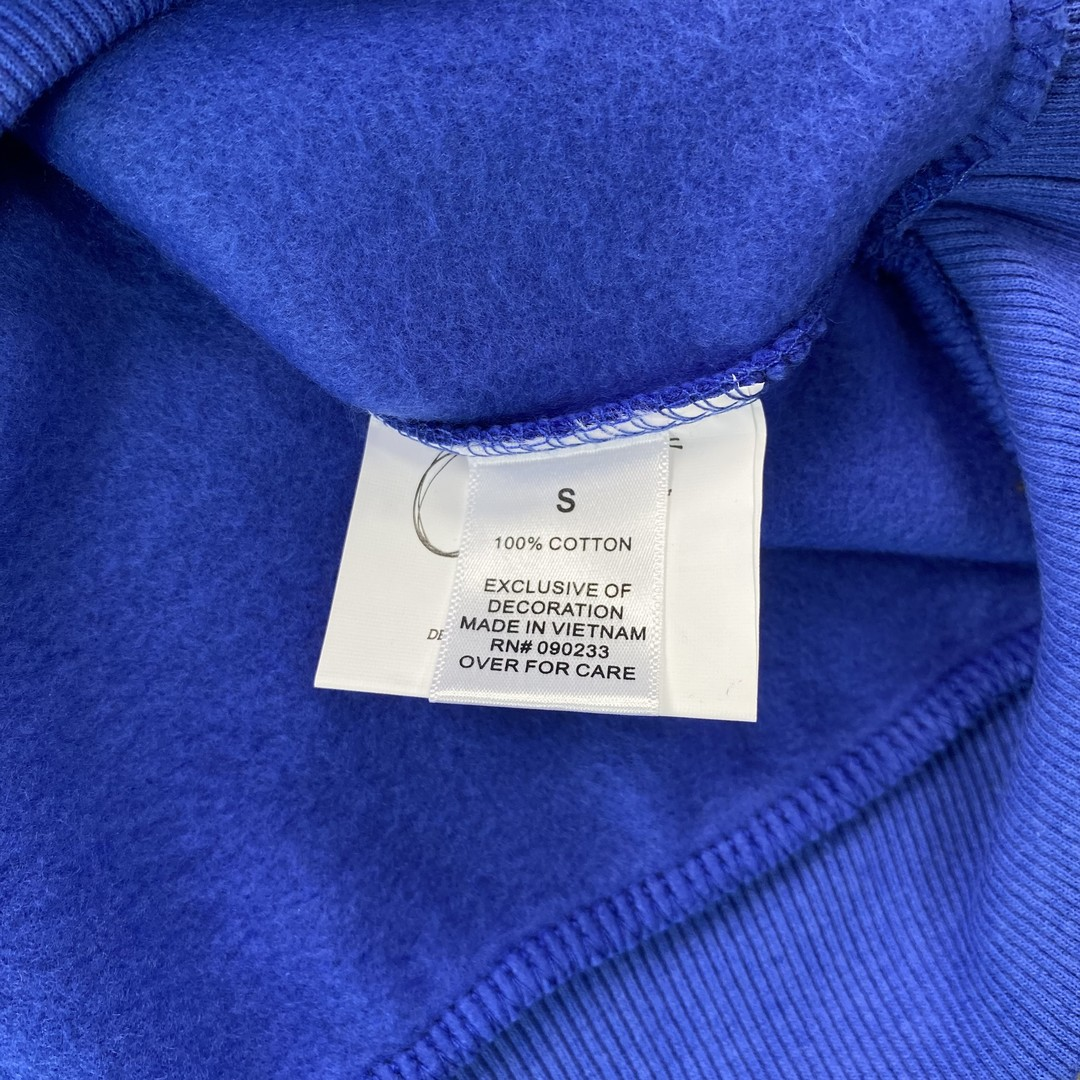 S
100% COTTON
EXCLUSIVE OF
DECORATION
MADE IN VIETNAM
RN# 090233
OVER FOR CARE